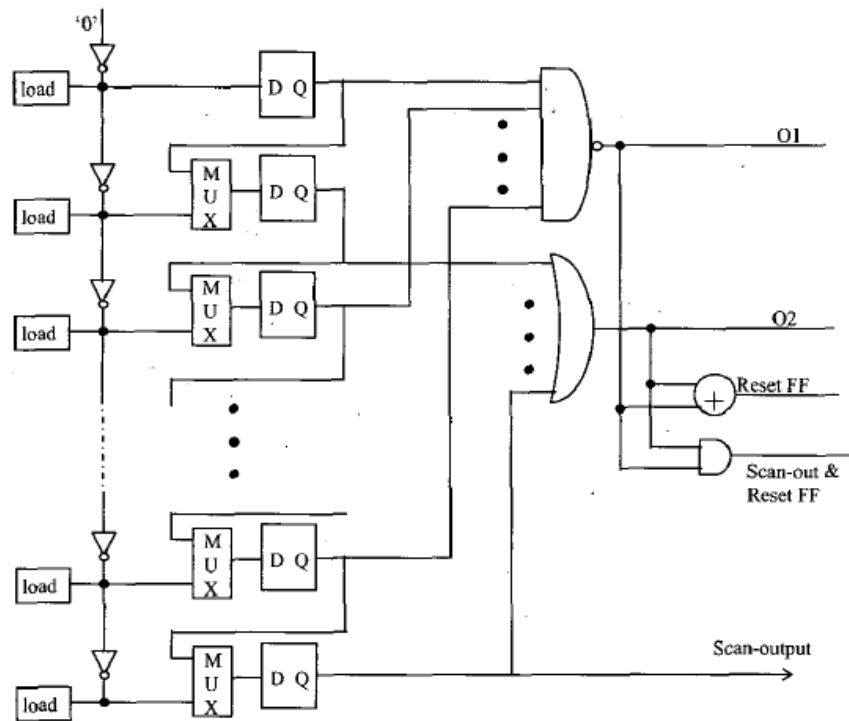 ‘0’
load
D Q
O1
M
U
X
D Q
load
M
U
X
D Q
load
O2
Reset FF
+
Scan-out &
Reset FF
M
U
X
D Q
load
Scan-output
M
U
X
D Q
load